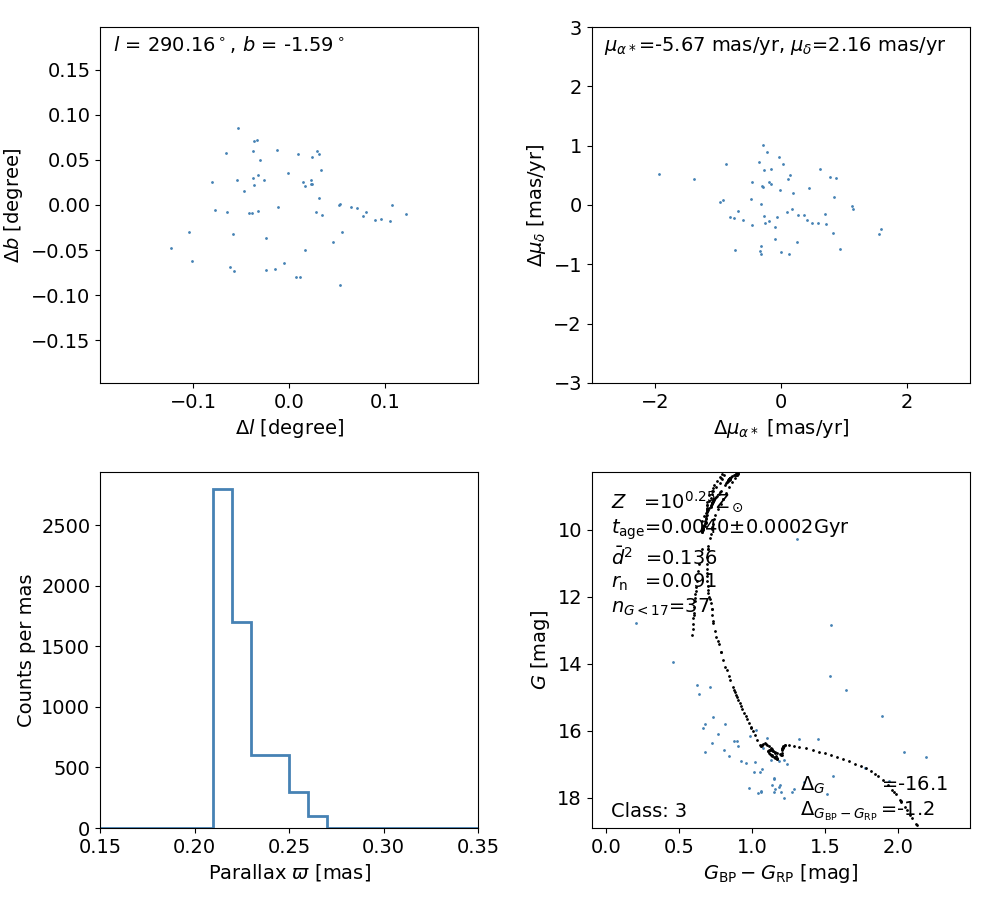 l = 290.16°, b = -1.59°
0.15
0.10
0.05
0.00
−0.05
−0.10
−0.15
Δb [degree]
−0.1
0.0
0.1
Δl [degree]
μα*=-5.67 mas/yr, μδ=2.16 mas/yr
3
2
1
0
−1
−2
−3
Δμδ [mas/yr]
−2
0
2
Δμα* [mas/yr]
2500
2000
1500
1000
500
0
Counts per mas
0.15
0.20
0.25
0.30
0.35
Parallax ϖ [mas]
Z =10^0.25 Z⊙
t_age=0.0040±0.0002Gyr
d̄² =0.136
r_n =0.091
n_G<17=37
10
12
14
16
18
G [mag]
Δ_G =-16.1
Δ_GBP−GRP =-1.2
Class: 3
0.0
0.5
1.0
1.5
2.0
G_BP − G_RP [mag]